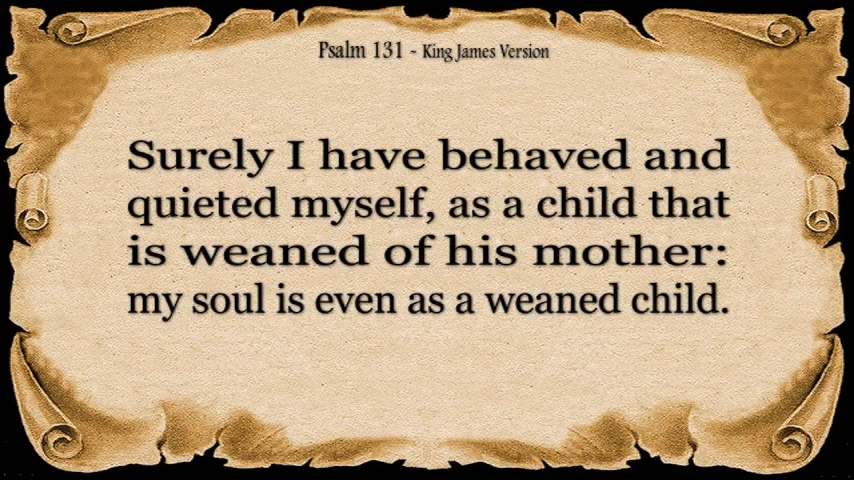 Psalm 131 - King James Version
Surely I have behaved and
quieted myself, as a child that
is weaned of his mother:
my soul is even as a weaned child.